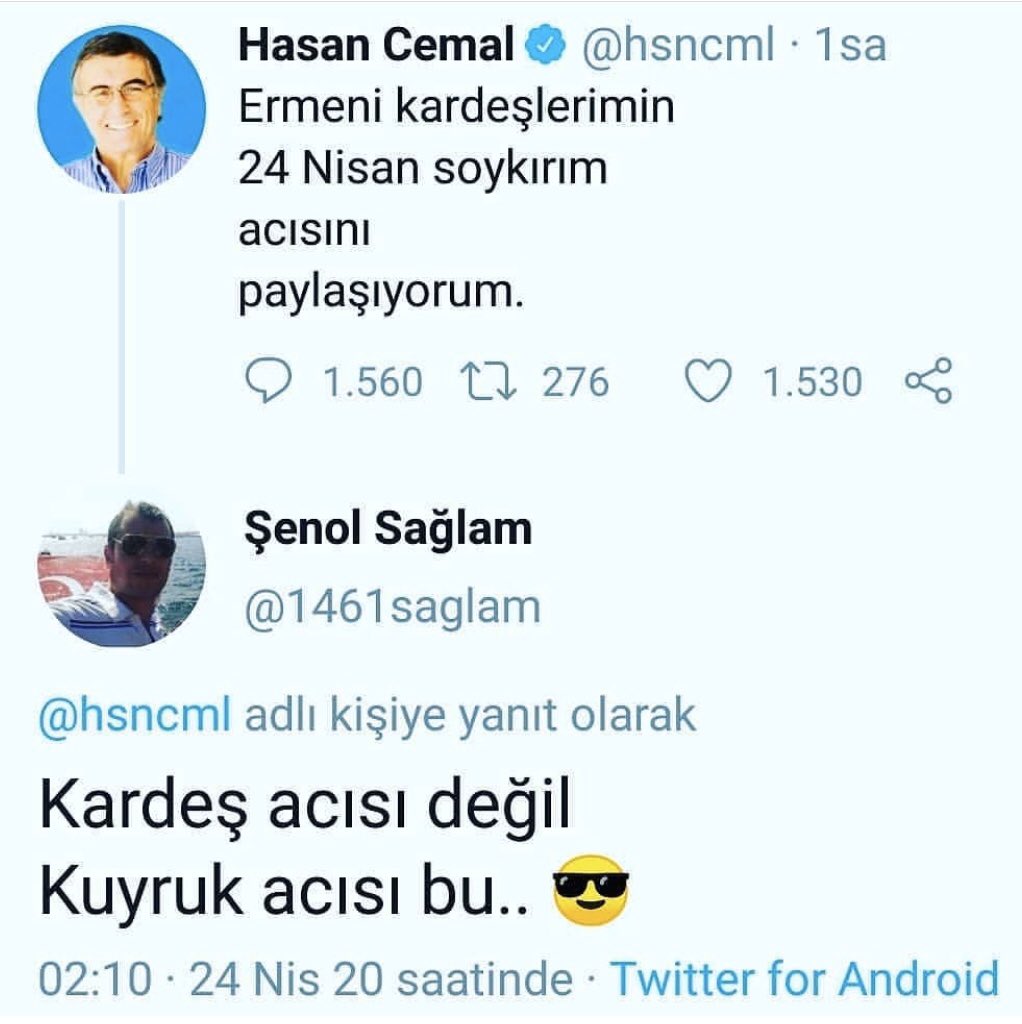 Hasan Cemal @hsncml · 1sa
Ermeni kardeşlerimin
24 Nisan soykırım
acısını
paylaşıyorum.
1.560 276 1.530
Şenol Sağlam
@1461saglam
@hsncml adlı kişiye yanıt olarak
Kardeş acısı değil
Kuyruk acısı bu.. 😎
02:10 · 24 Nis 20 saatinde · Twitter for Android